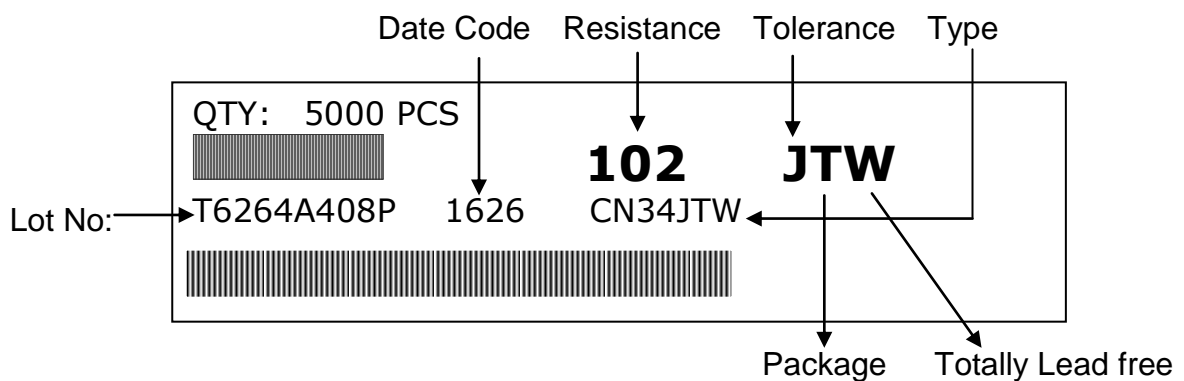 Date Code Resistance Tolerance Type
QTY: 5000 PCS
102 JTW
Lot No: T6264A408P 1626 CN34JTW
Package Totally Lead free